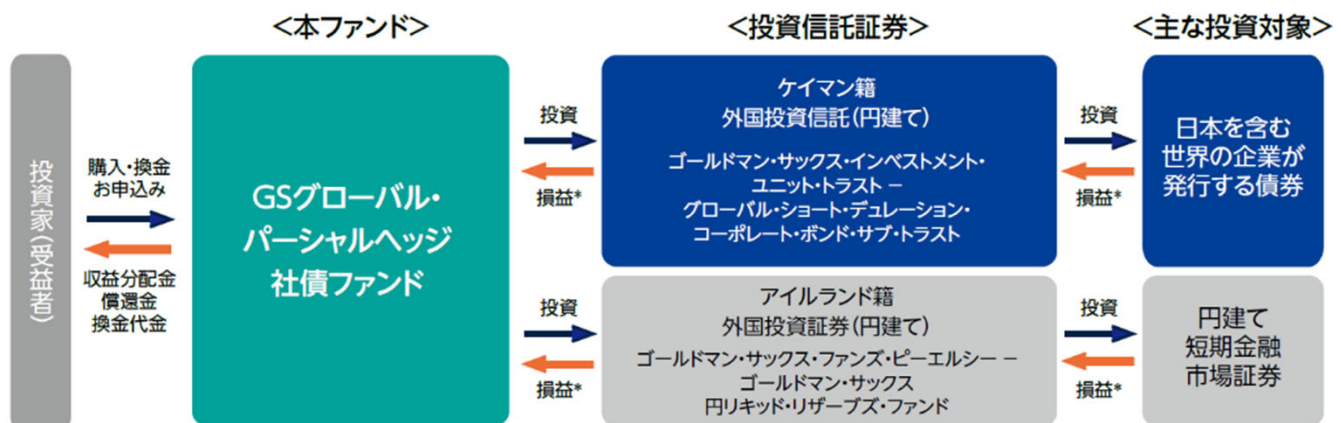 <本ファンド>
<投資信託証券>
<主な投資対象>
投資家(受益者)
購入・換金
お申込み
収益分配金
償還金
換金代金
GSグローバル・
パーシャルヘッジ
社債ファンド
投資
損益*
ケイマン籍
外国投資信託(円建て)
ゴールドマン・サックス・インベストメント・
ユニット・トラスト −
グローバル・ショート・デュレーション・
コーポレート・ボンド・サブ・トラスト
投資
損益*
日本を含む
世界の企業が
発行する債券
投資
損益*
アイルランド籍
外国投資証券(円建て)
ゴールドマン・サックス・ファンズ・ピーエルシー −
ゴールドマン・サックス
円リキッド・リザーブズ・ファンド
投資
損益*
円建て
短期金融
市場証券